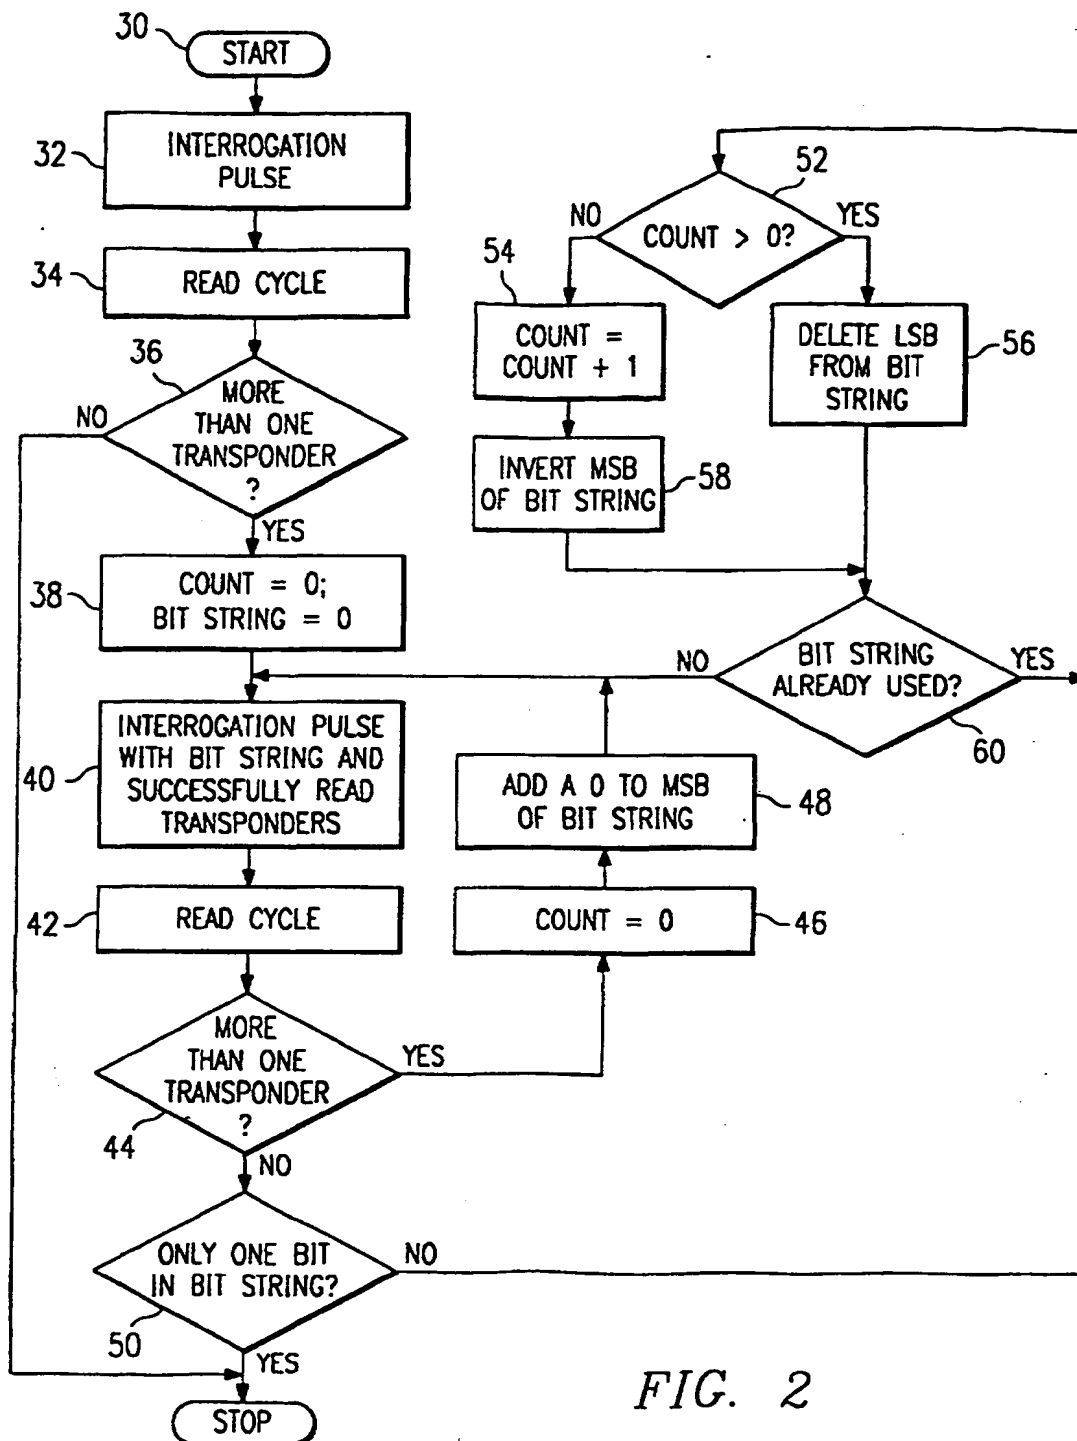 30
START
32
INTERROGATION
PULSE
34
READ CYCLE
36
MORE
THAN ONE
TRANSPONDER
?
NO
YES
38
COUNT = 0;
BIT STRING = 0
40
INTERROGATION PULSE
WITH BIT STRING AND
SUCCESSFULLY READ
TRANSPONDERS
42
READ CYCLE
44
MORE
THAN ONE
TRANSPONDER
?
YES
NO
46
COUNT = 0
48
ADD A 0 TO MSB
OF BIT STRING
50
ONLY ONE BIT
IN BIT STRING?
NO
YES
STOP
52
COUNT > 0?
NO
YES
54
COUNT =
COUNT + 1
56
DELETE LSB
FROM BIT
STRING
58
INVERT MSB
OF BIT STRING
60
BIT STRING
ALREADY USED?
NO
YES
FIG. 2